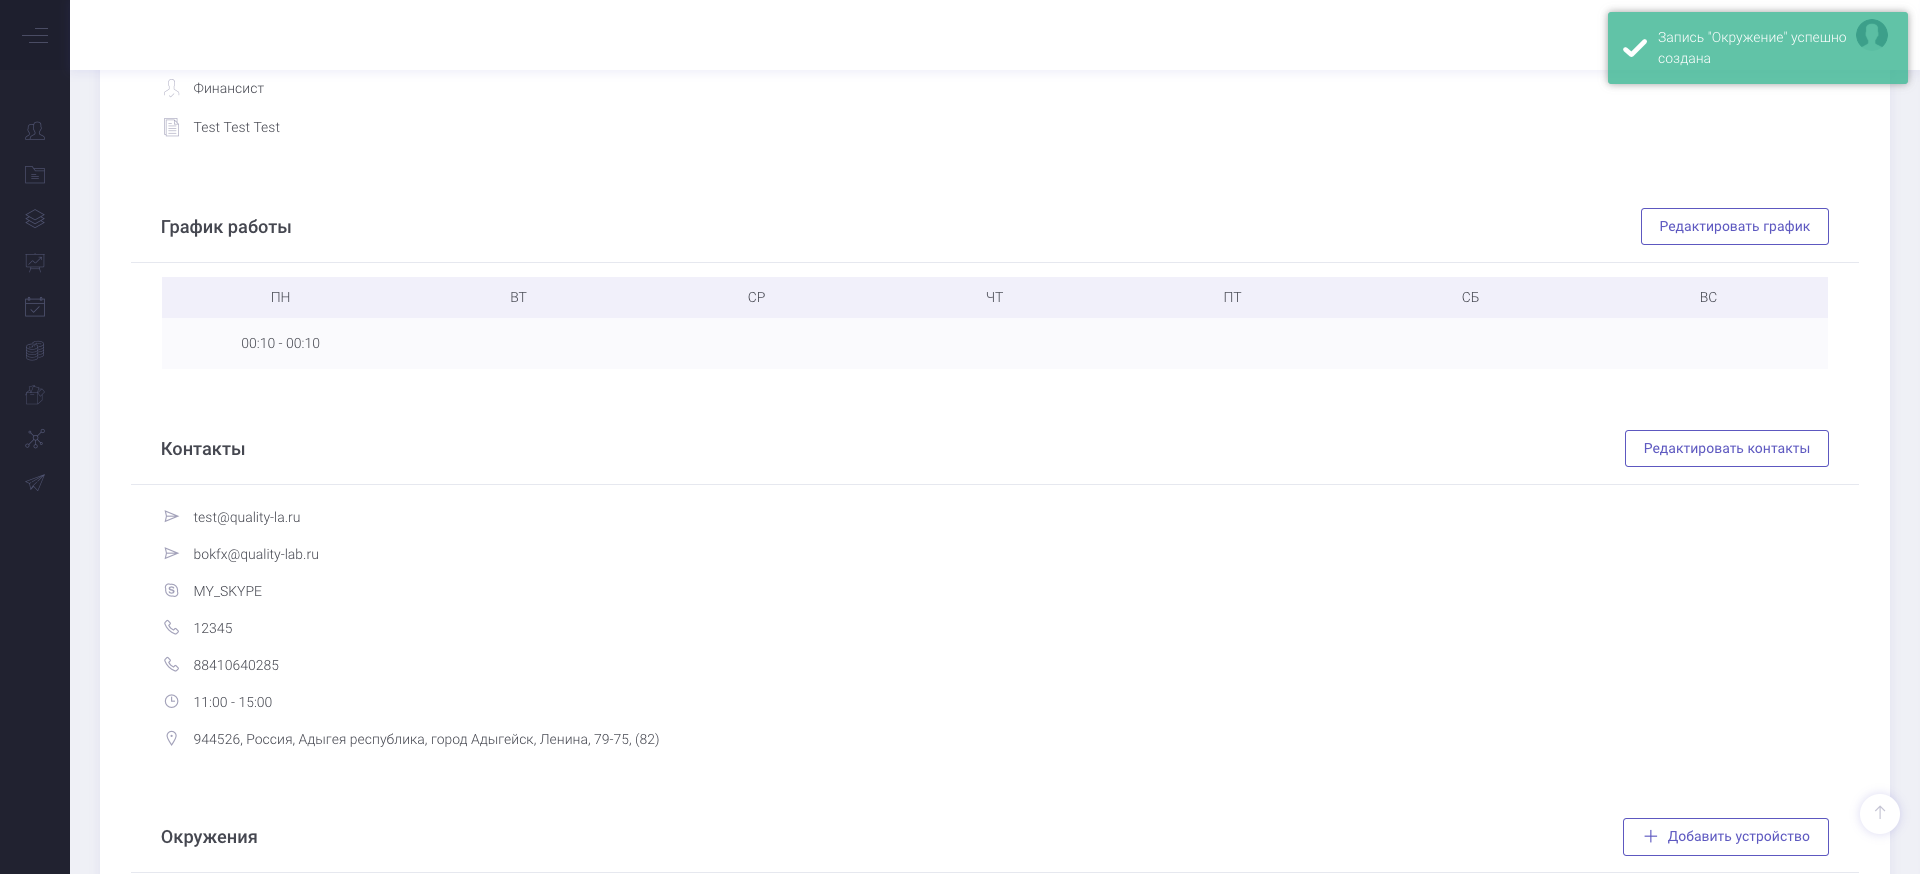 Запись "Окружение" успешно
создана
Финансист
Test Test Test
График работы
Редактировать график
ПН ВТ СР ЧТ ПТ СБ ВС
00:10 - 00:10
Контакты
Редактировать контакты
test@quality-la.ru
bokfx@quality-lab.ru
MY_SKYPE
12345
88410640285
11:00 - 15:00
944526, Россия, Адыгея республика, город Адыгейск, Ленина, 79-75, (82)
Окружения
Добавить устройство